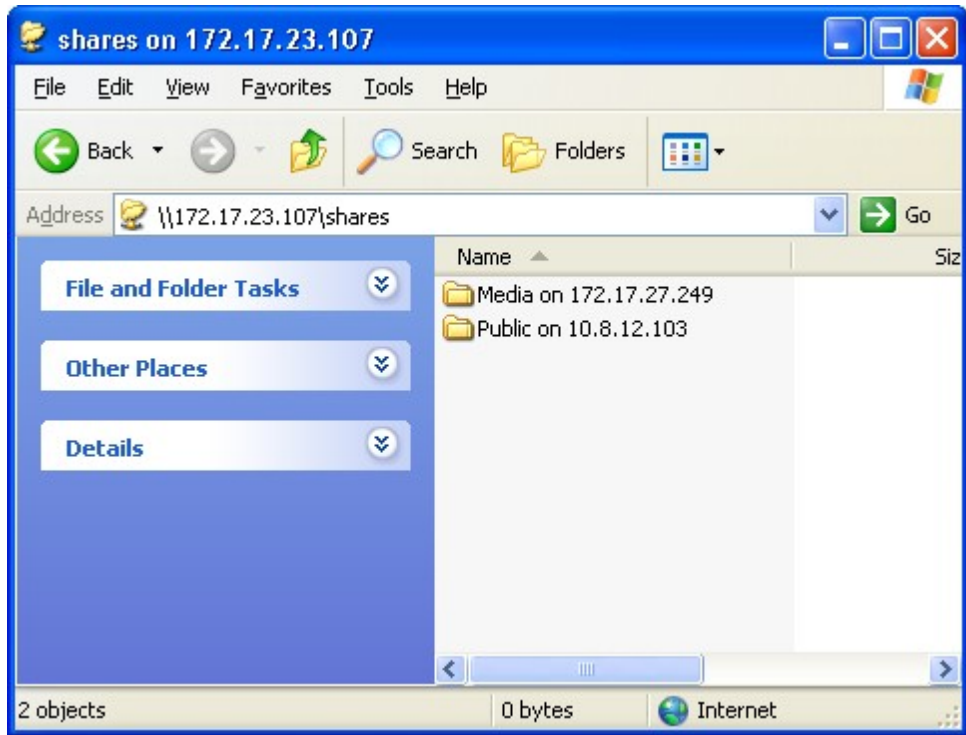 shares on 172.17.23.107
File Edit View Favorites Tools Help
Back Search Folders
Address \\172.17.23.107\shares Go
Name Siz
File and Folder Tasks
Media on 172.17.27.249
Public on 10.8.12.103
Other Places
Details
2 objects 0 bytes Internet